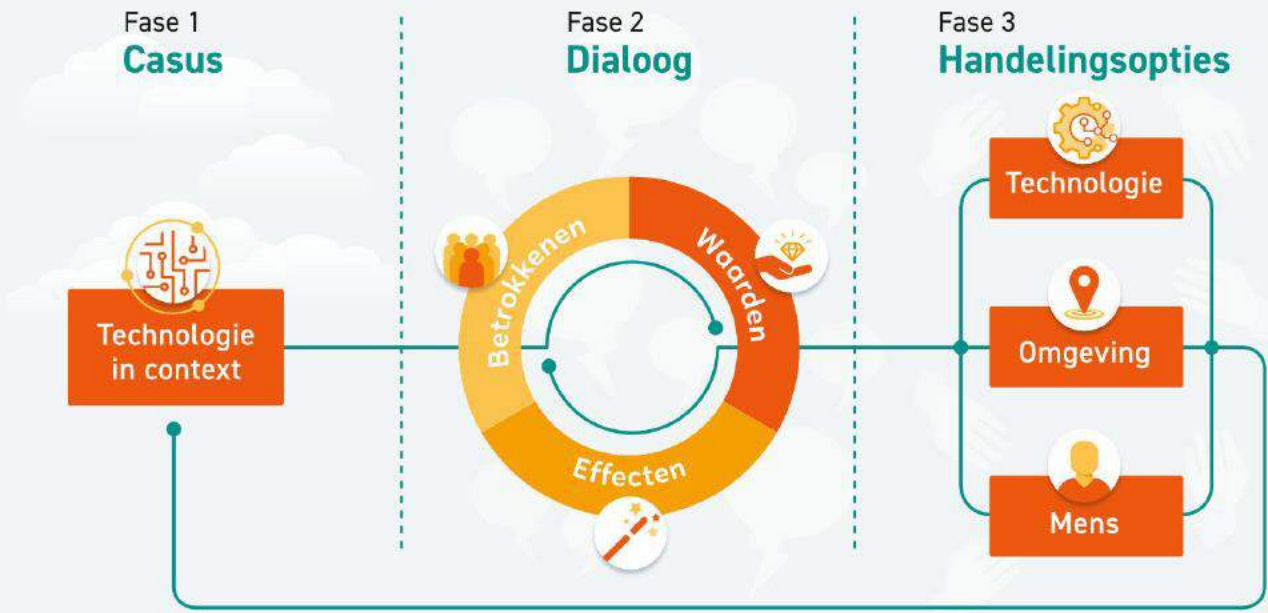 Fase 1
Casus
Technologie
in context
Fase 2
Dialoog
Betrokkenen
Waarden
Effecten
Fase 3
Handelingsopties
Technologie
Omgeving
Mens